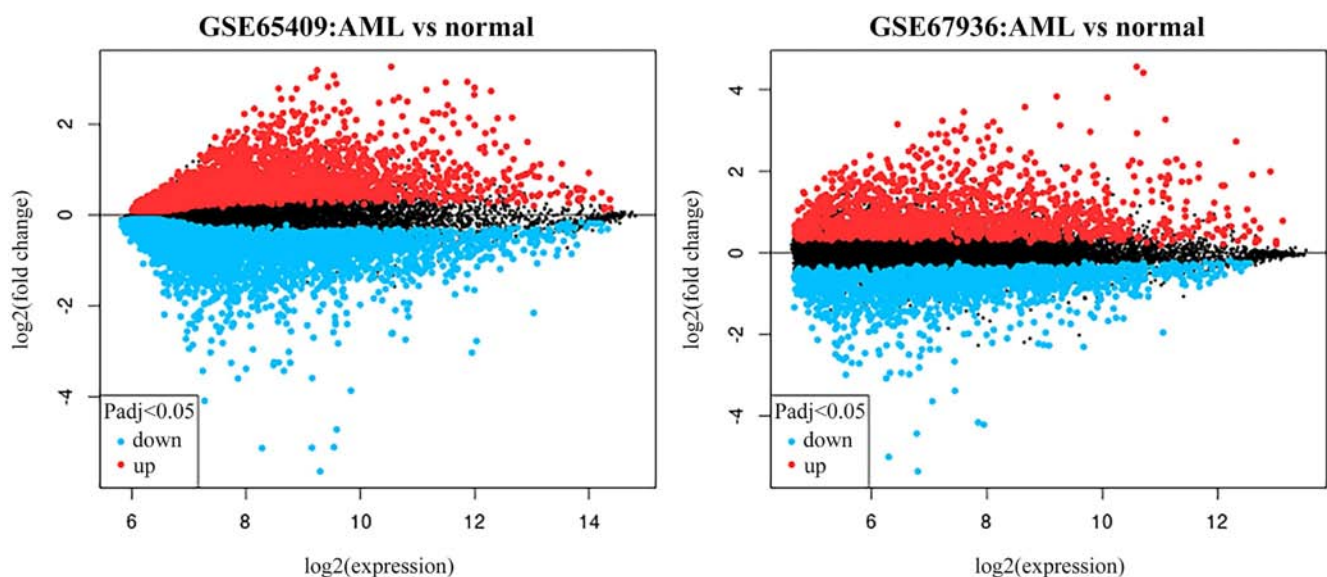 GSE65409:AML vs normal
log2(fold change)
2
0
-2
-4
Padj<0.05
down
up
6
8
10
12
14
log2(expression)
GSE67936:AML vs normal
log2(fold change)
4
2
0
-2
-4
Padj<0.05
down
up
6
8
10
12
log2(expression)